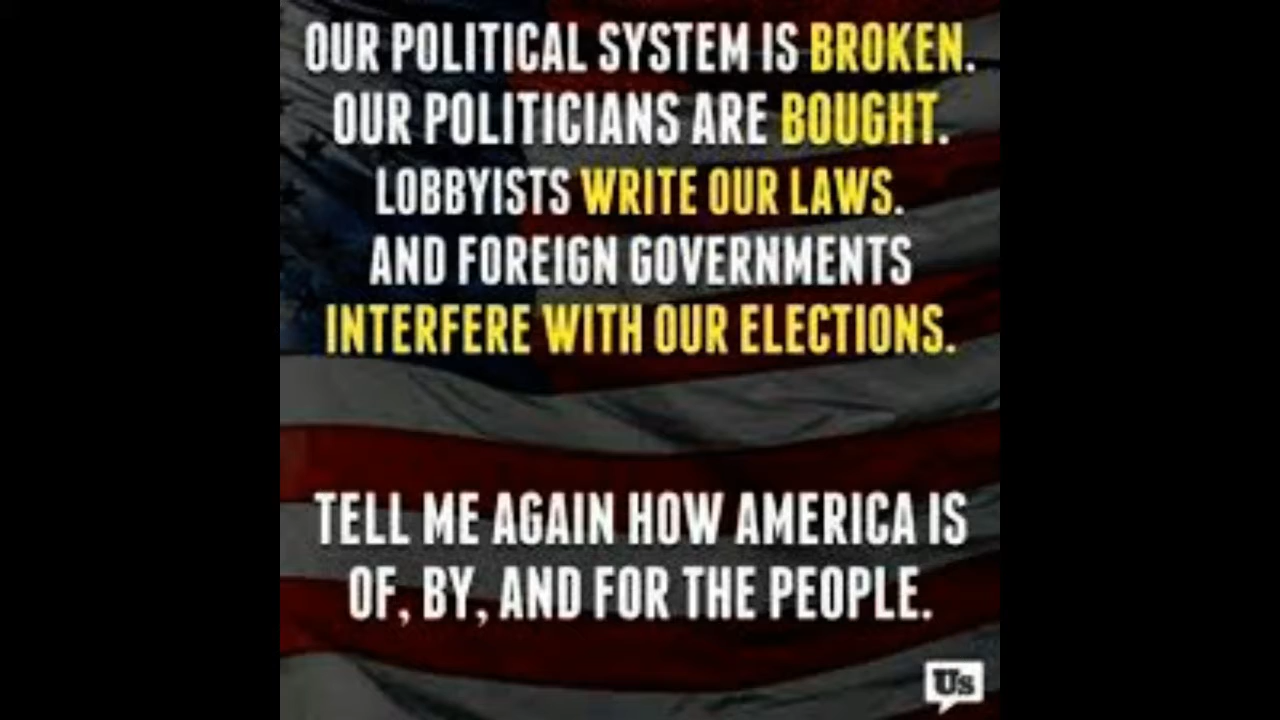 OUR POLITICAL SYSTEM IS BROKEN.
OUR POLITICIANS ARE BOUGHT.
LOBBYISTS WRITE OUR LAWS.
AND FOREIGN GOVERNMENTS
INTERFERE WITH OUR ELECTIONS.
TELL ME AGAIN HOW AMERICA IS
OF, BY, AND FOR THE PEOPLE.
Us